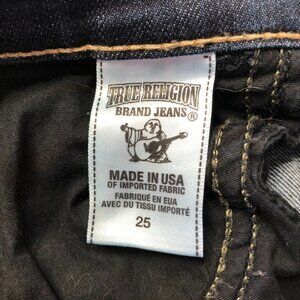 TRUE RELIGION
BRAND JEANS®
MADE IN USA
OF IMPORTED FABRIC
FABRIQUÉ EN EUA
AVEC DU TISSU IMPORTÉ
25